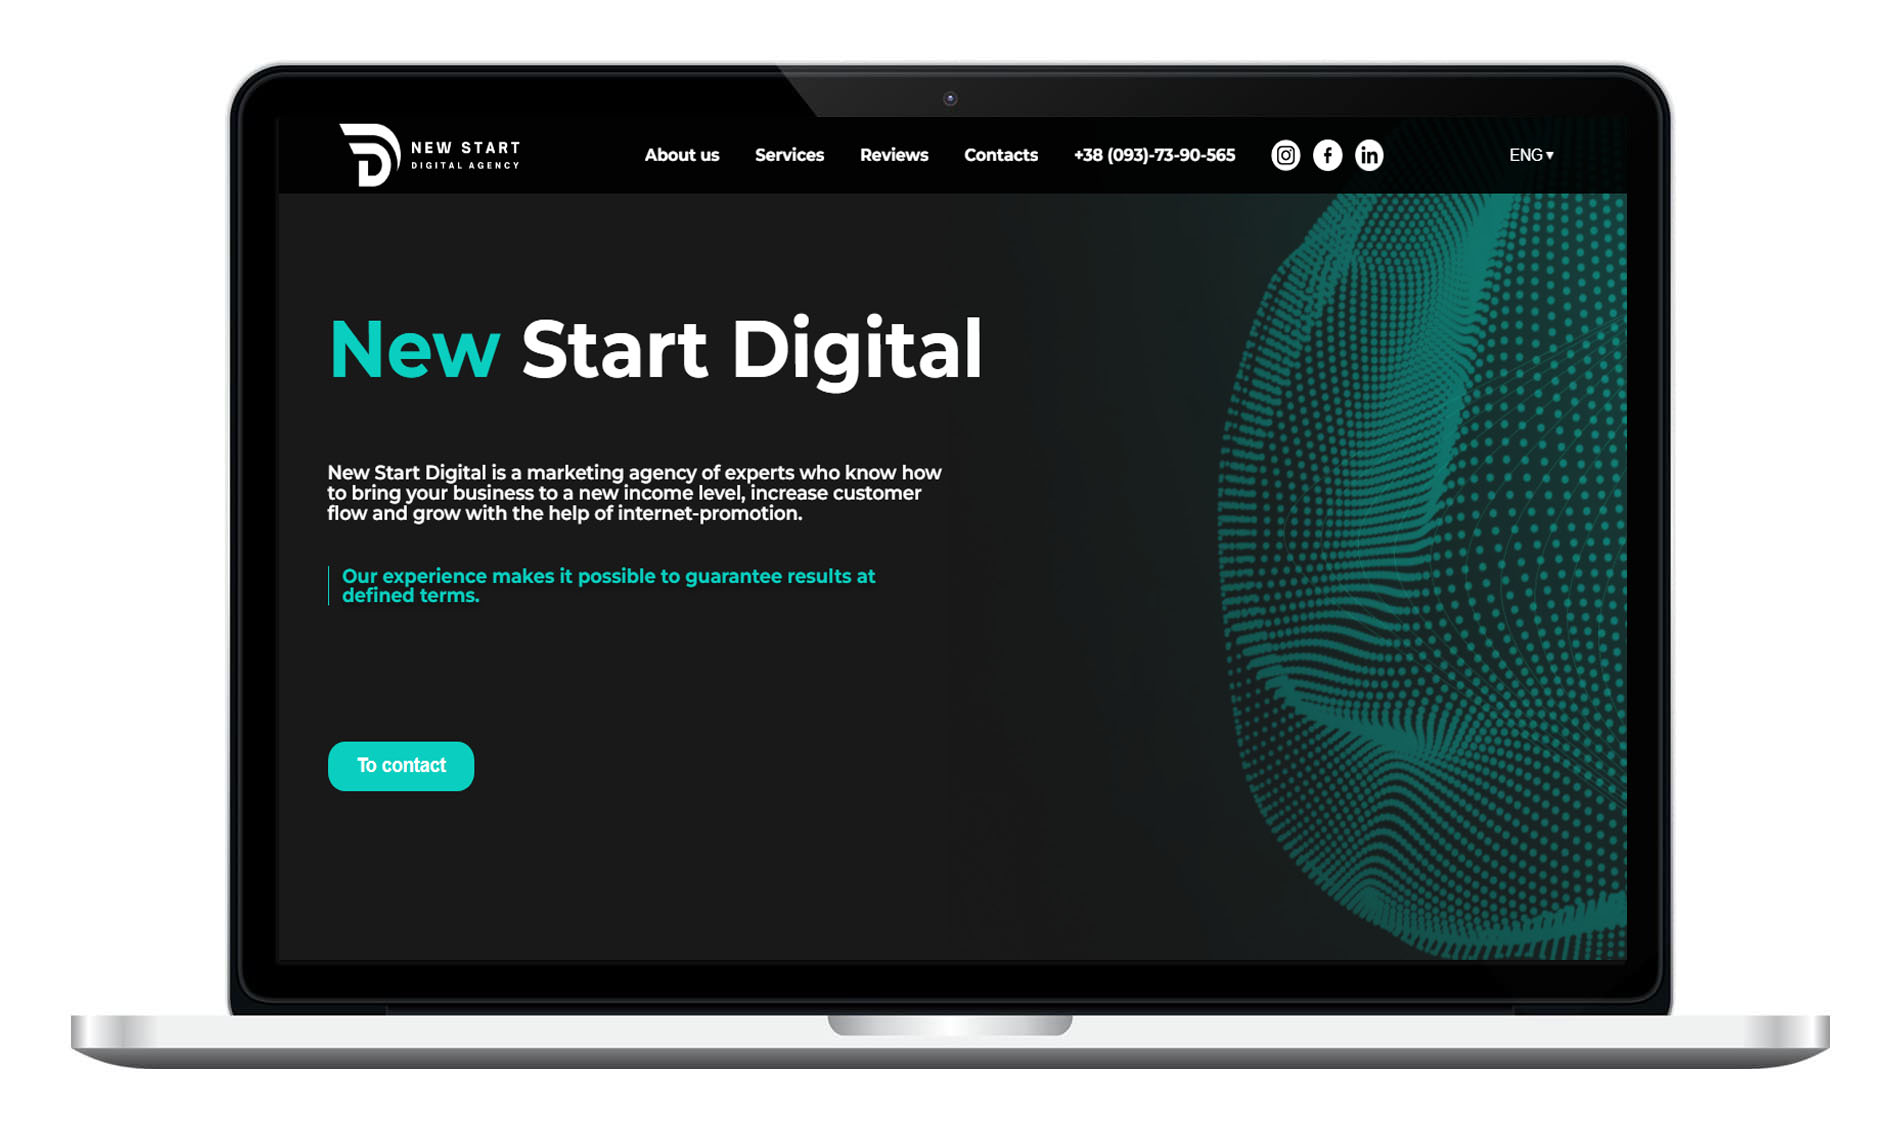 NEW START
DIGITAL AGENCY
About us
Services
Reviews
Contacts
+38 (093)-73-90-565
ENG▾
New Start Digital
New Start Digital is a marketing agency of experts who know how
to bring your business to a new income level, increase customer
flow and grow with the help of internet-promotion.
Our experience makes it possible to guarantee results at
defined terms.
To contact